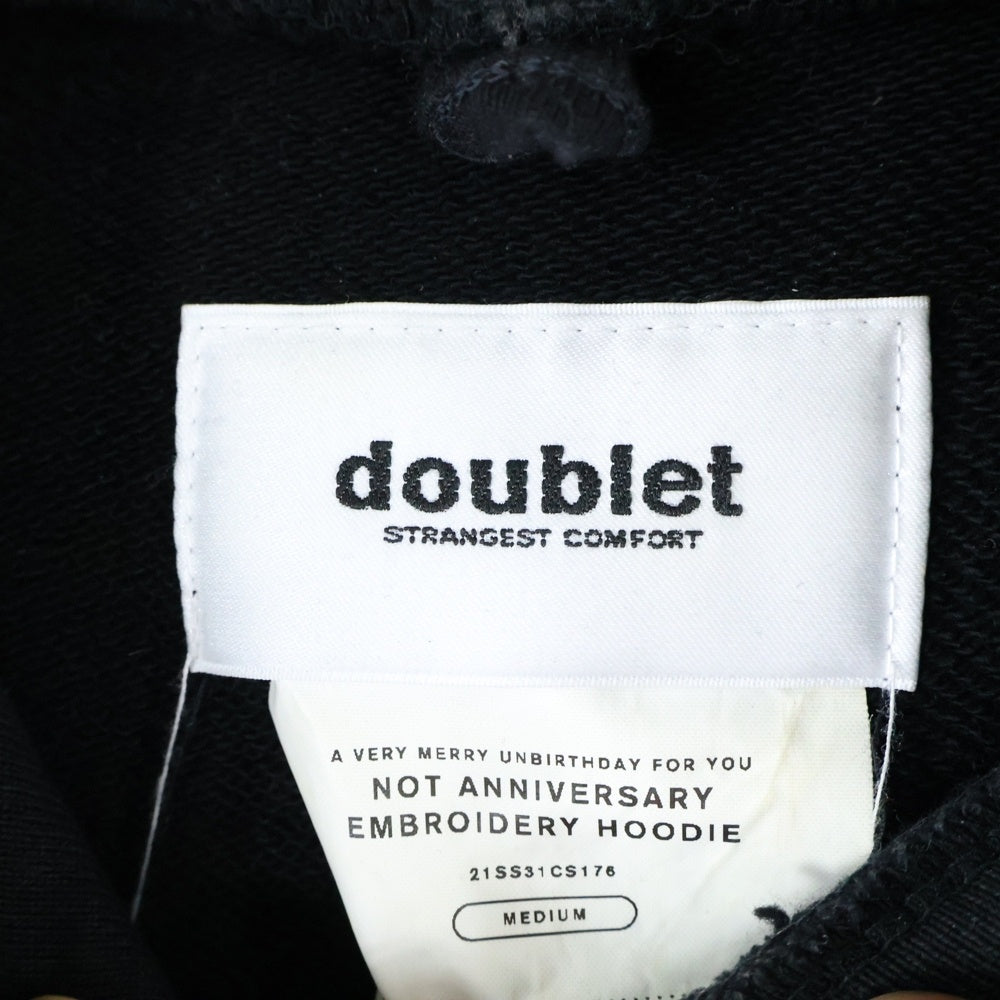 doublet
STRANGEST COMFORT
A VERY MERRY UNBIRTHDAY FOR YOU
NOT ANNIVERSARY
EMBROIDERY HOODIE
21SS31CS176
MEDIUM